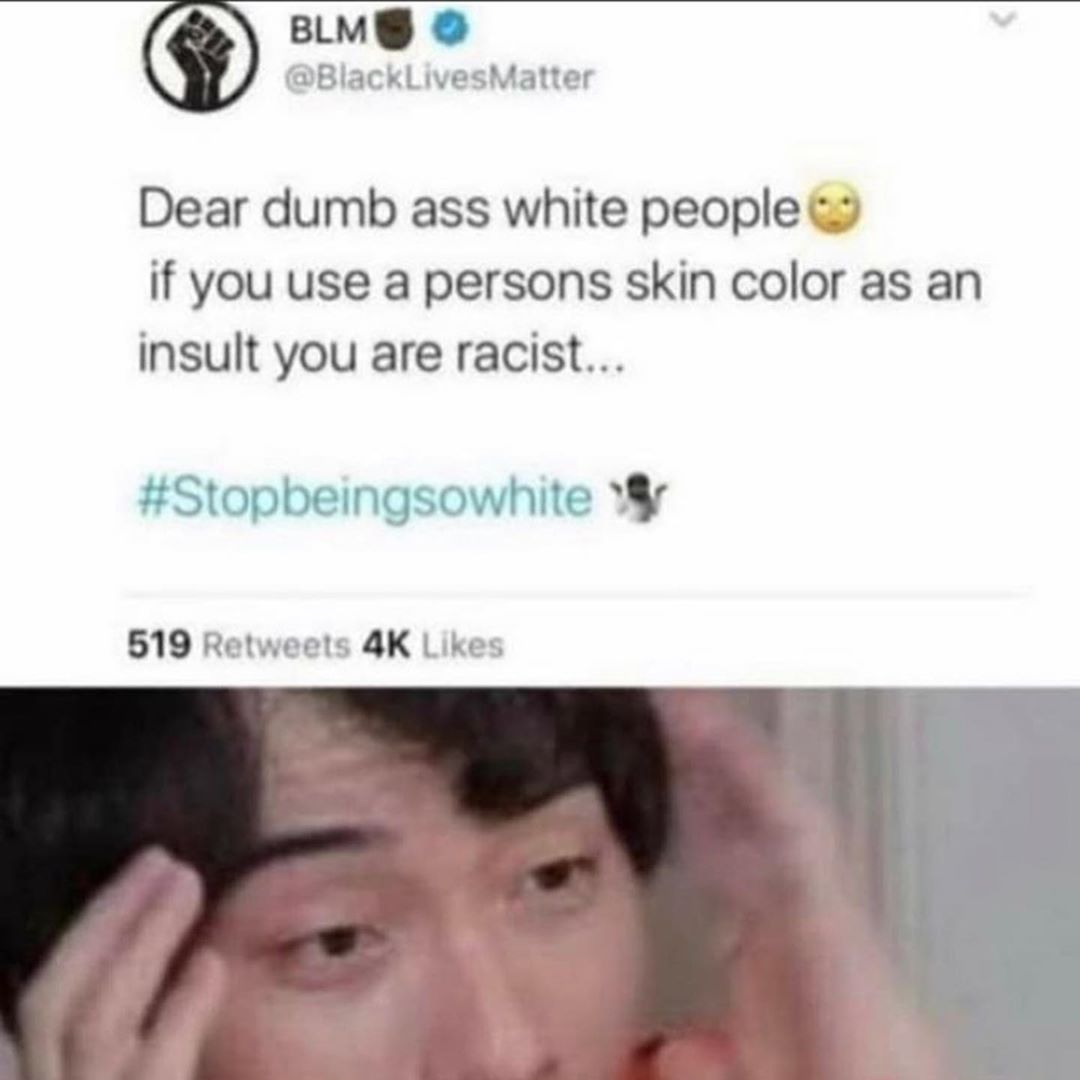 BLM✊🏿
@BlackLivesMatter
Dear dumb ass white people🙄
if you use a persons skin color as an
insult you are racist...
#Stopbeingsowhite
519 Retweets 4K Likes